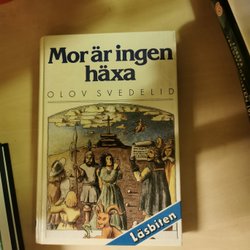 Mor är ingen
häxa
OLOV SVEDELID
Läsbiten